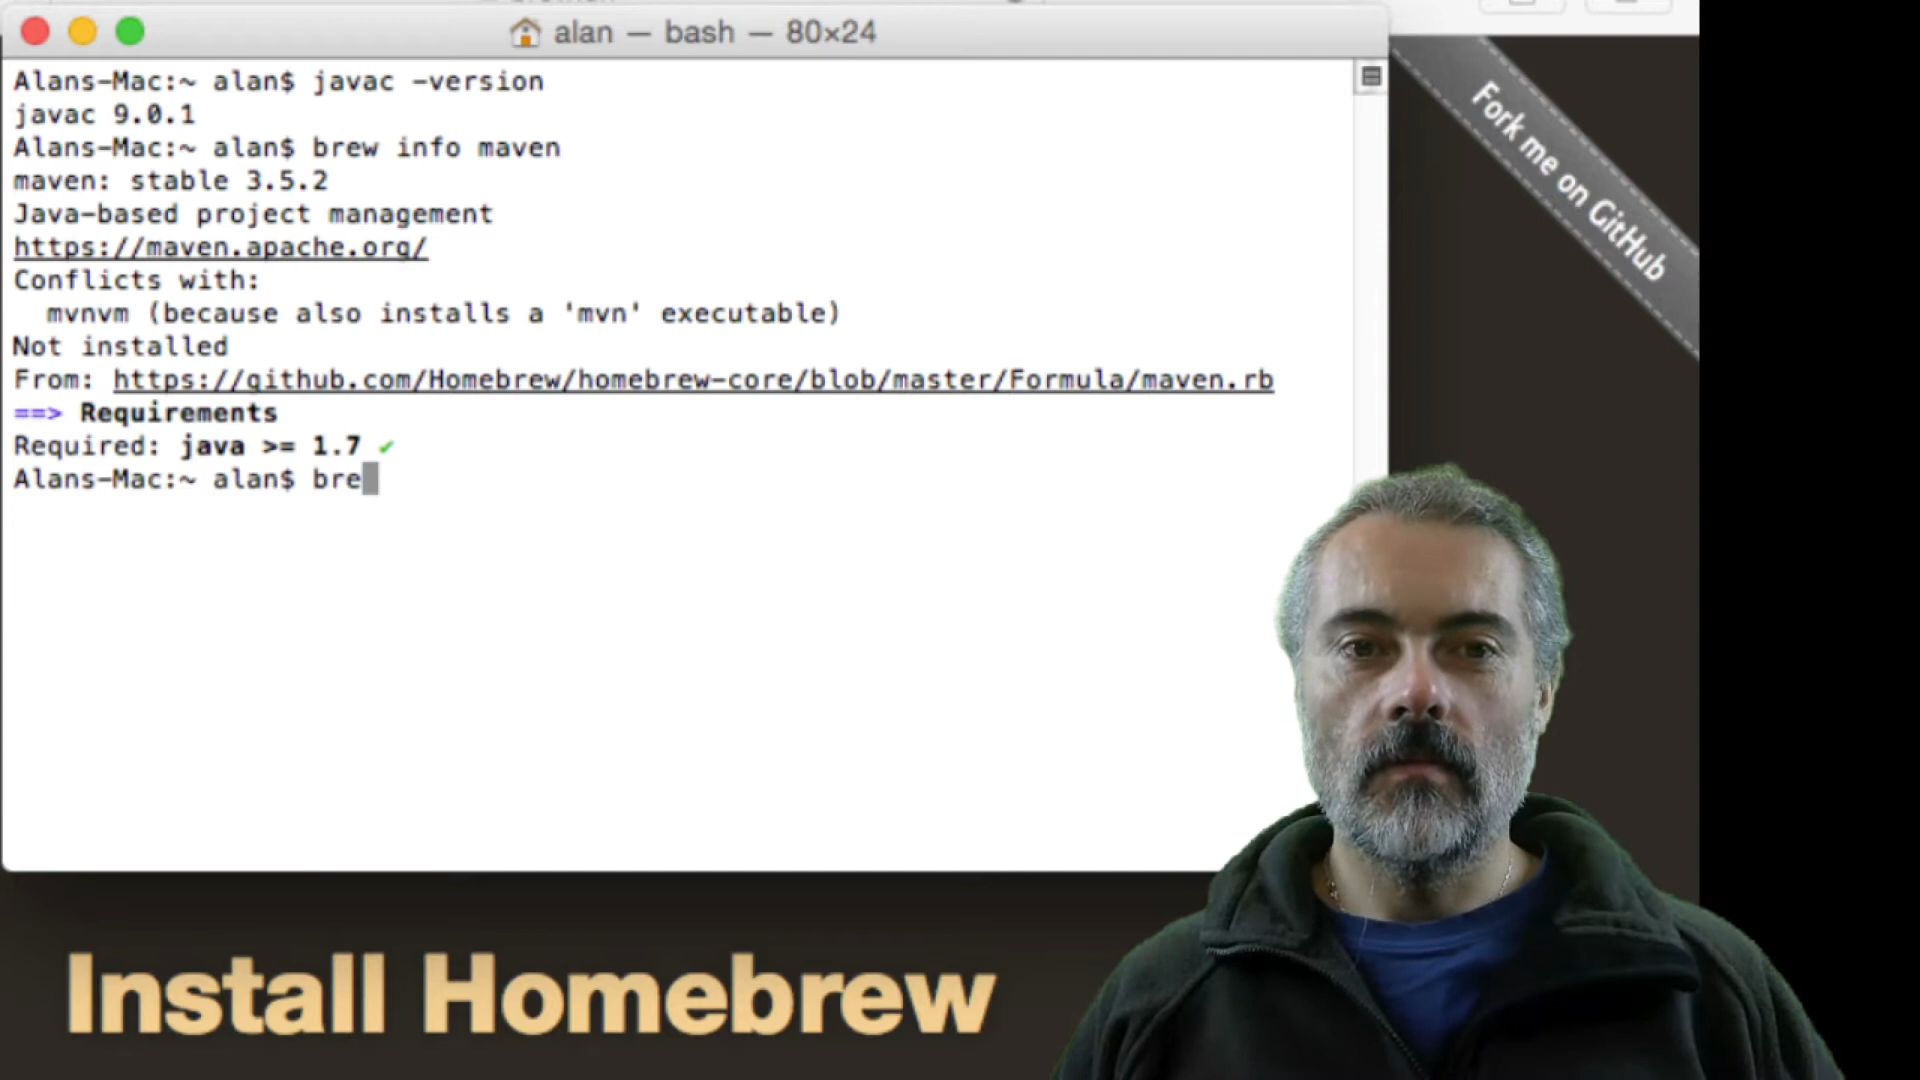 alan — bash — 80×24
Alans-Mac:~ alan$ javac -version
javac 9.0.1
Alans-Mac:~ alan$ brew info maven
maven: stable 3.5.2
Java-based project management
https://maven.apache.org/
Conflicts with:
  mvnvm (because also installs a 'mvn' executable)
Not installed
From: https://github.com/Homebrew/homebrew-core/blob/master/Formula/maven.rb
==> Requirements
Required: java >= 1.7 ✔
Alans-Mac:~ alan$ bre
Fork me on GitHub
Install Homebrew